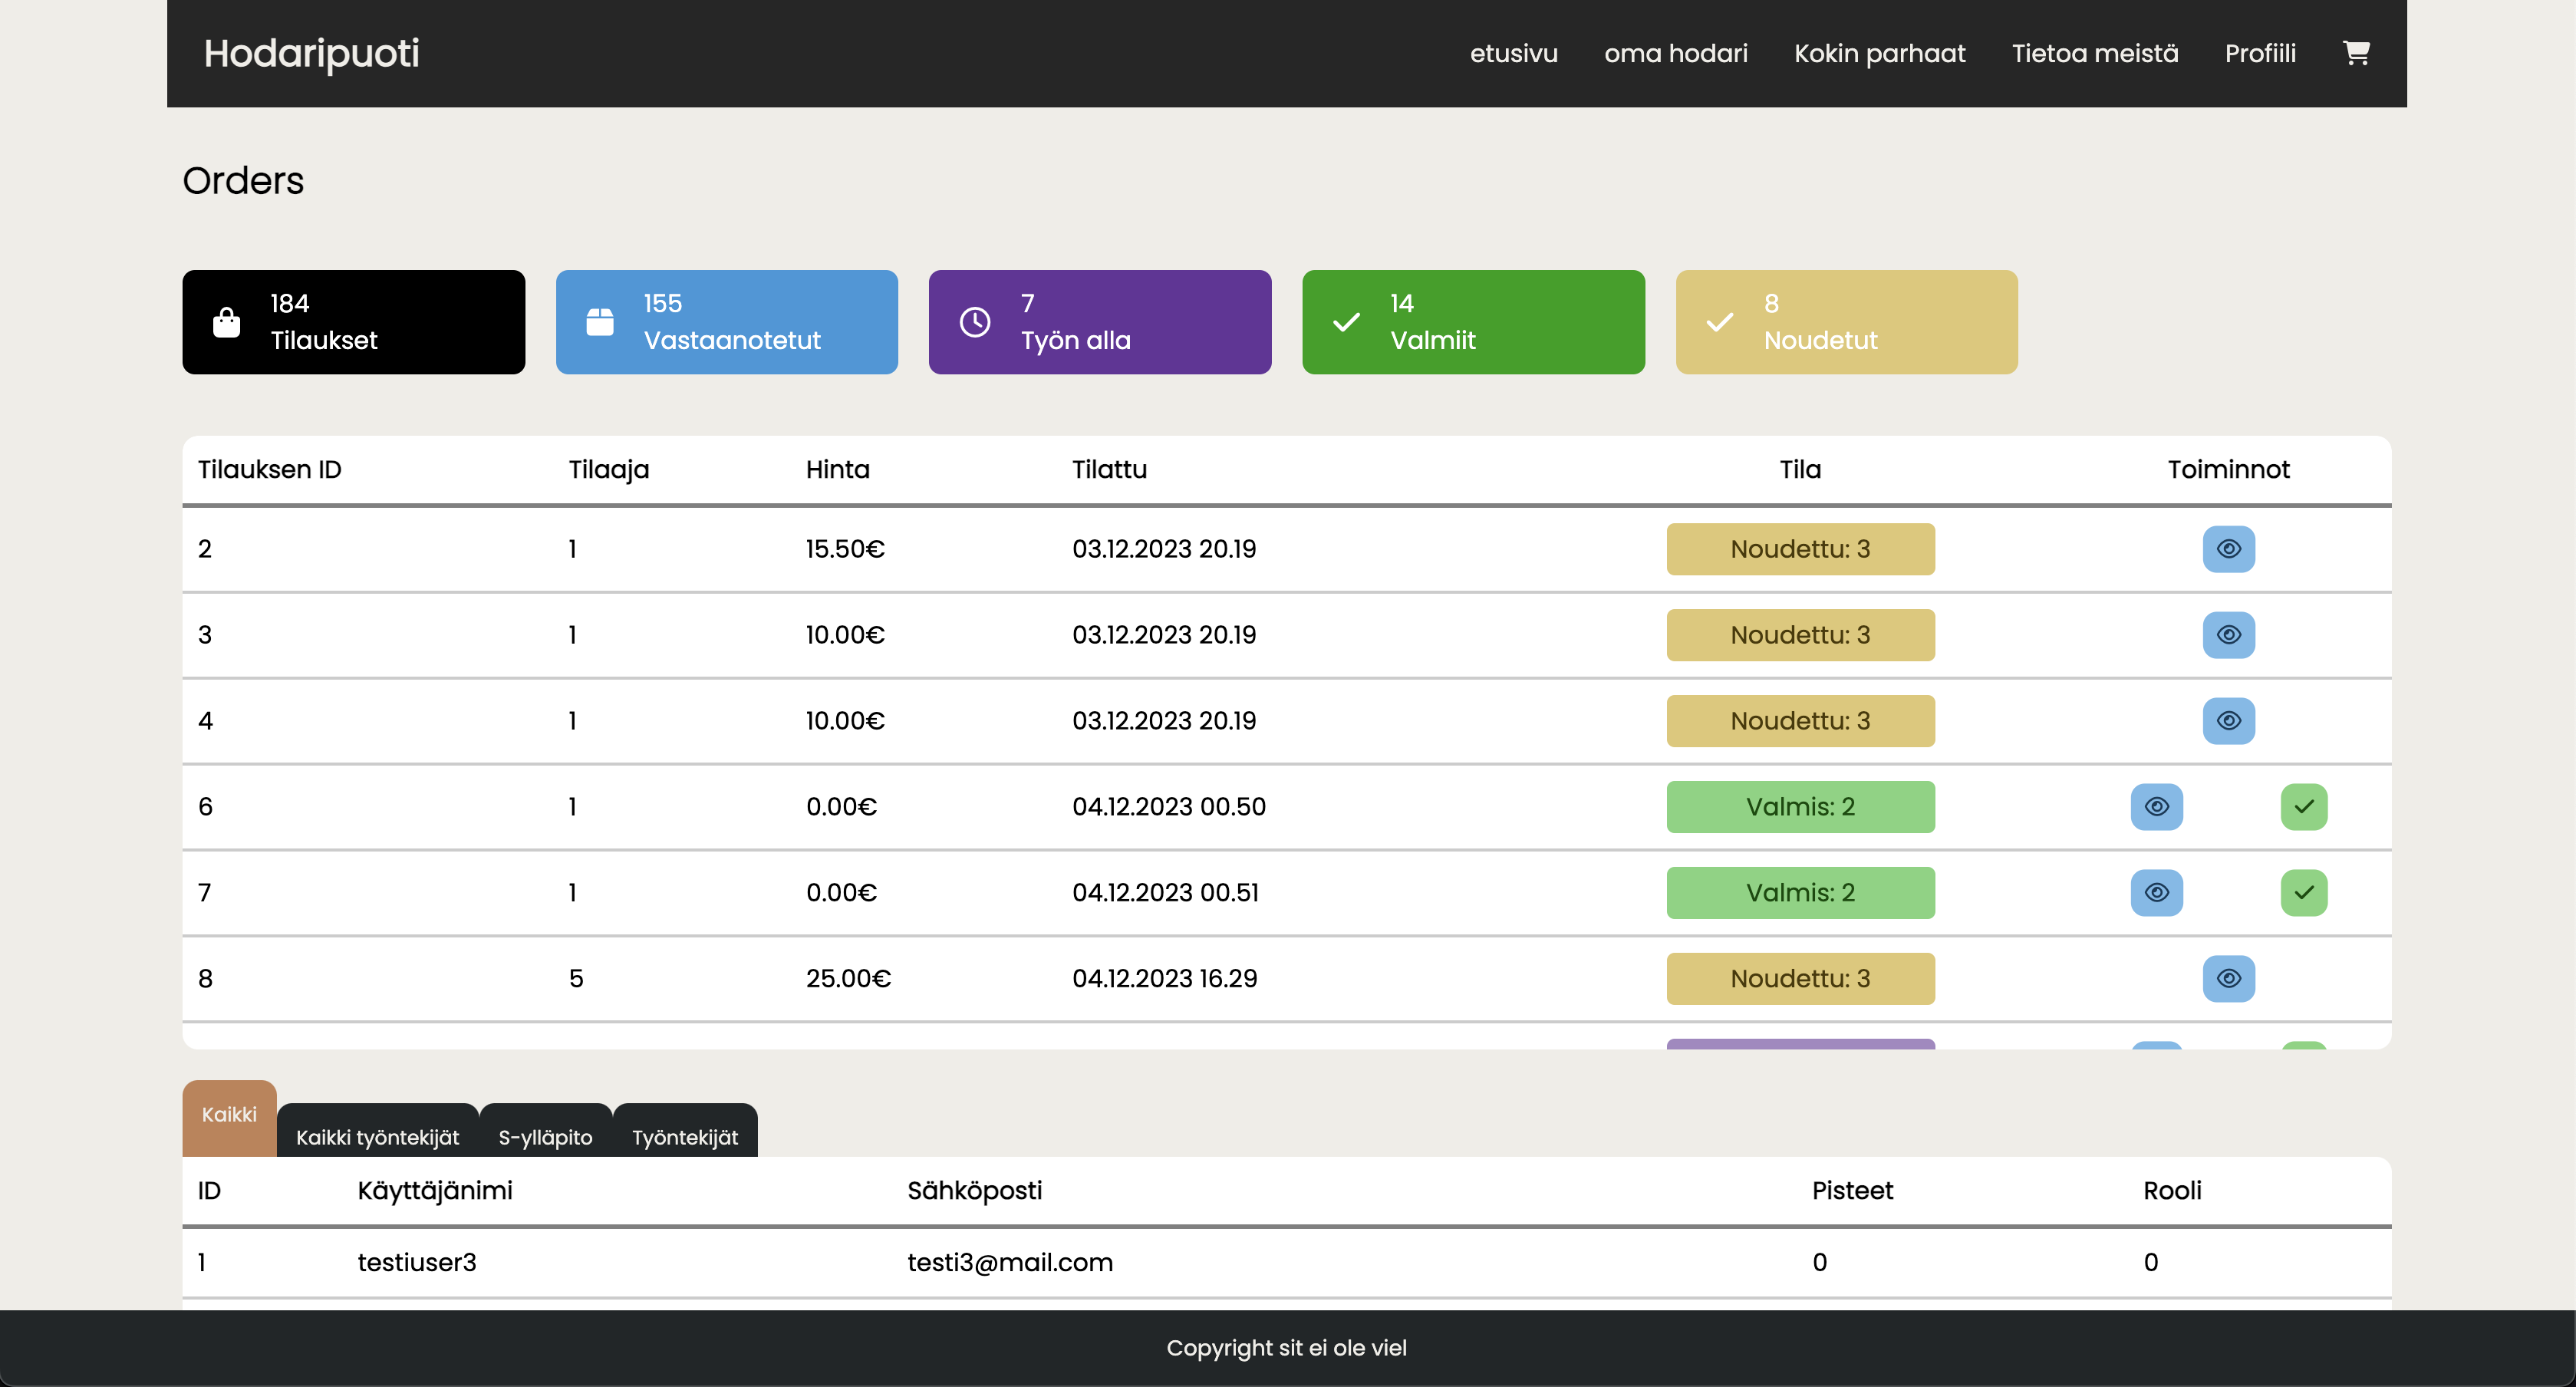 Hodaripuoti etusivu oma hodari Kokin parhaat Tietoa meistä Profiili
Orders
184
Tilaukset
155
Vastaanotetut
7
Työn alla
14
Valmiit
8
Noudetut
Tilauksen ID Tilaaja Hinta Tilattu Tila Toiminnot
2 1 15.50€ 03.12.2023 20.19 Noudettu: 3
3 1 10.00€ 03.12.2023 20.19 Noudettu: 3
4 1 10.00€ 03.12.2023 20.19 Noudettu: 3
6 1 0.00€ 04.12.2023 00.50 Valmis: 2
7 1 0.00€ 04.12.2023 00.51 Valmis: 2
8 5 25.00€ 04.12.2023 16.29 Noudettu: 3
Kaikki Kaikki työntekijät S-ylläpito Työntekijät
ID Käyttäjänimi Sähköposti Pisteet Rooli
1 testiuser3 testi3@mail.com 0 0
Copyright sit ei ole viel